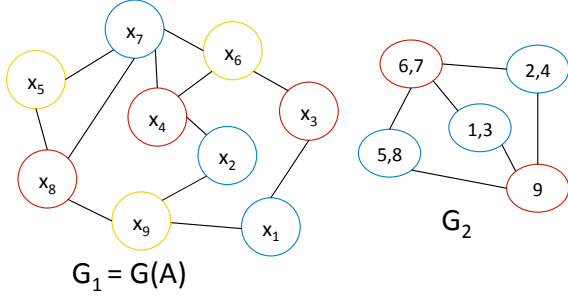 x₇
x₆
x₅
x₄
x₃
x₂
x₈
x₉
x₁
G₁ = G(A)
6,7
2,4
1,3
5,8
9
G₂